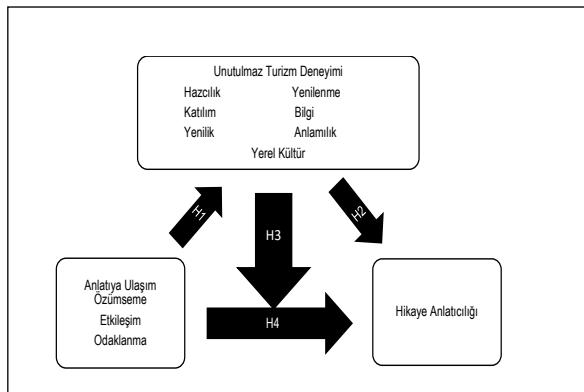 Unutulmaz Turizm Deneyimi
Hazcılık Yenilenme
Katılım Bilgi
Yenilik Anlamılık
Yerel Kültür
H1
H3
H2
Anlatıya Ulaşım
Özümseme
Etkileşim
Odaklanma
H4
Hikaye Anlatıcılığı